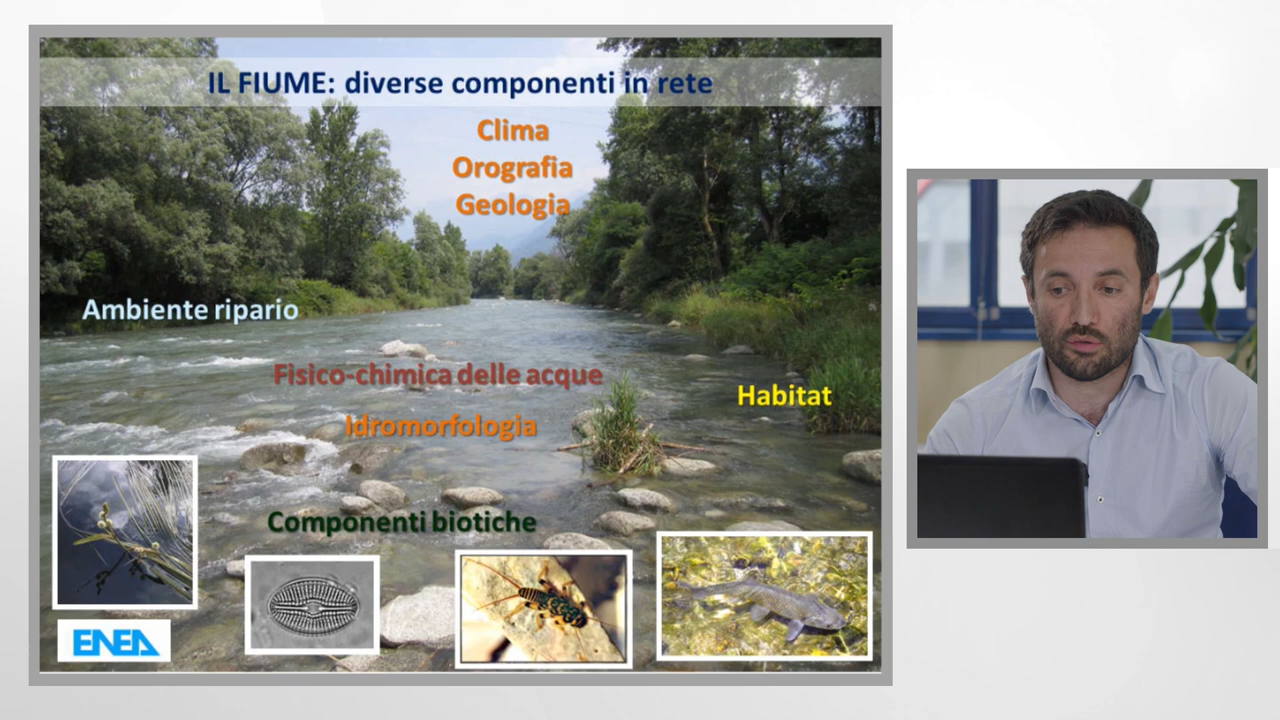 IL FIUME: diverse componenti in rete
Clima
Orografia
Geologia
Ambiente ripario
Fisico-chimica delle acque
Habitat
Idromorfologia
Componenti biotiche
ENEA